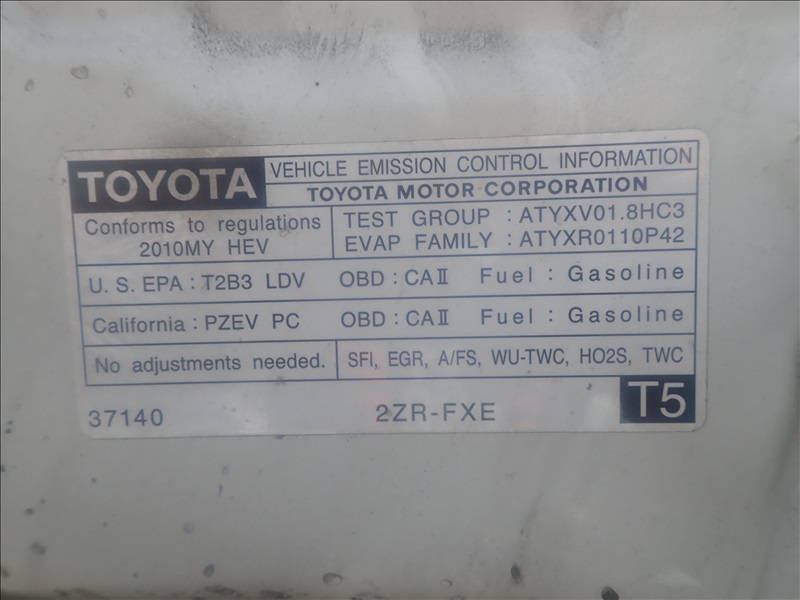 TOYOTA VEHICLE EMISSION CONTROL INFORMATION
TOYOTA MOTOR CORPORATION
Conforms to regulations
2010MY HEV
TEST GROUP : ATYXV01.8HC3
EVAP FAMILY : ATYXR0110P42
U. S. EPA : T2B3 LDV OBD : CAⅡ Fuel : Gasoline
California : PZEV PC OBD : CAⅡ Fuel : Gasoline
No adjustments needed. SFI, EGR, A/FS, WU-TWC, HO2S, TWC
37140 2ZR-FXE T5